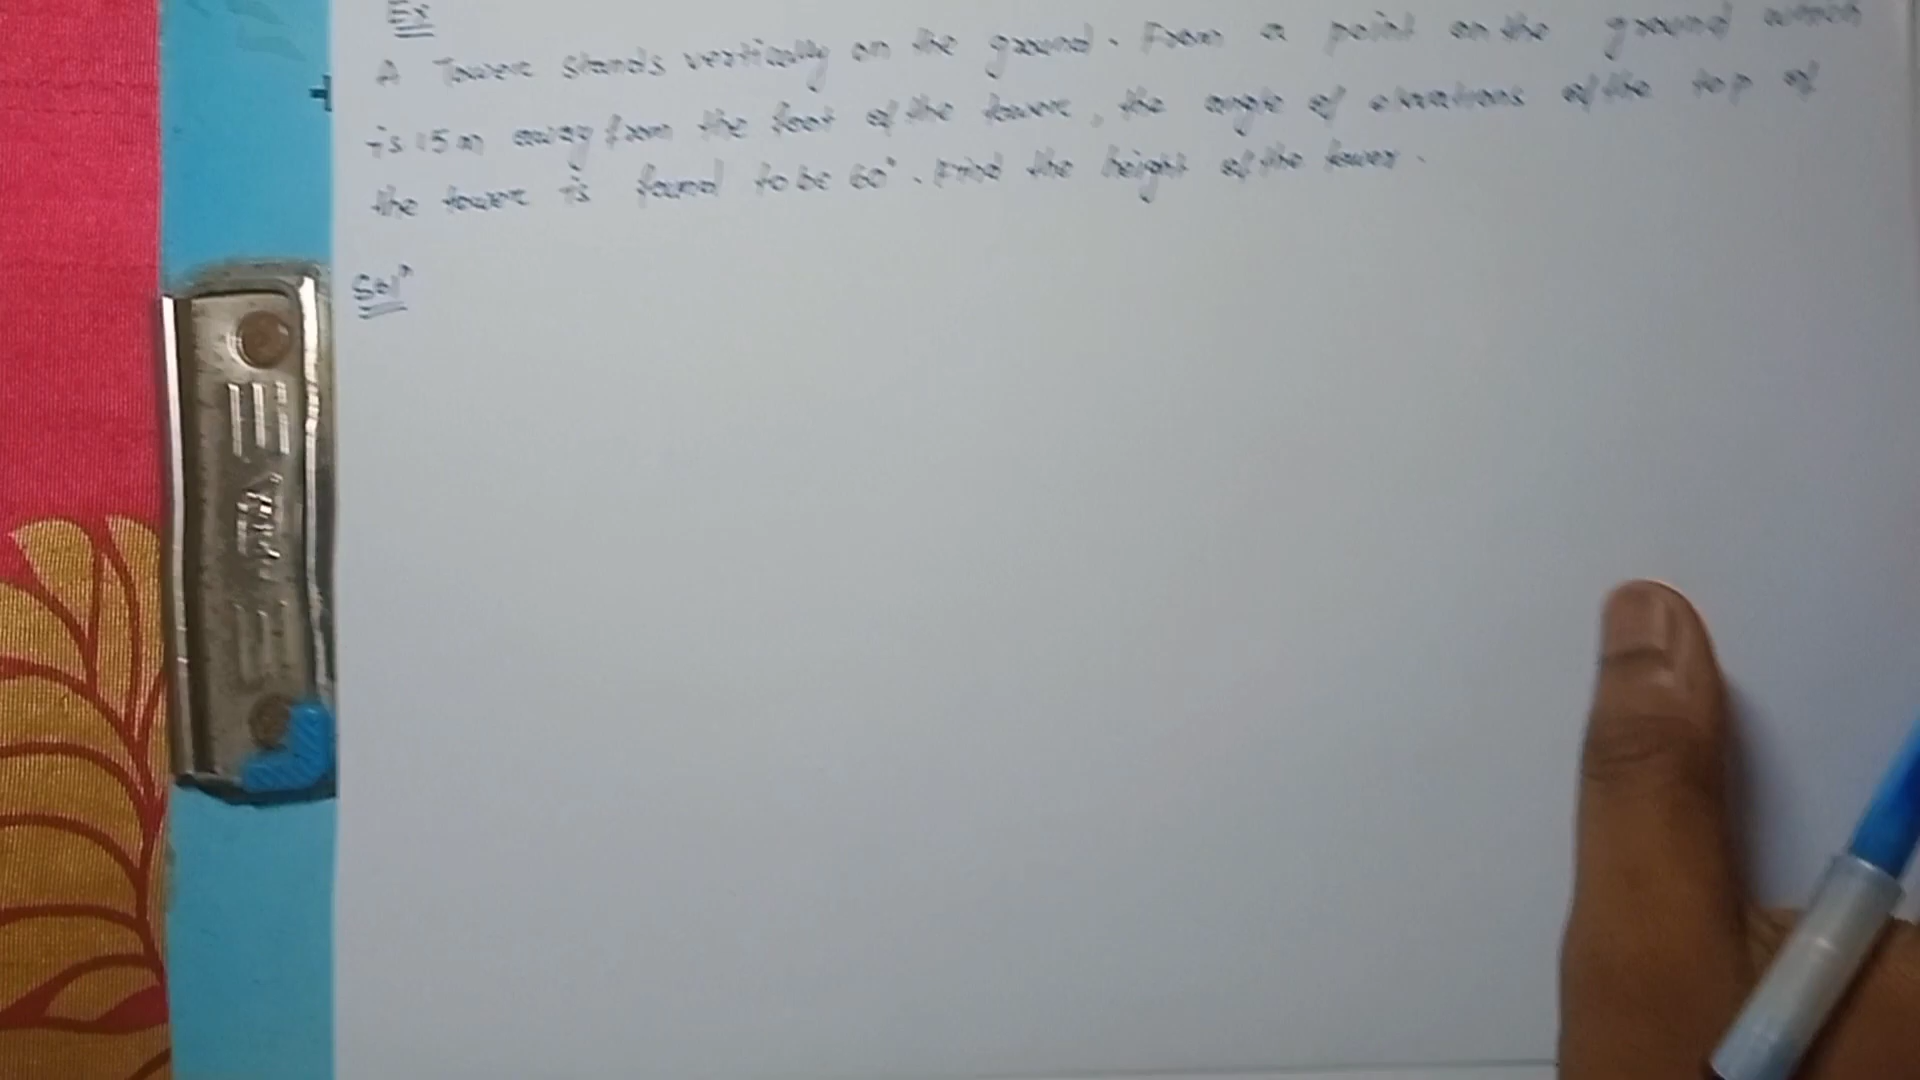 Ex
A Tower stands vertically on the ground. From a point on the ground which
is 15 m away from the foot of the tower, the angle of elevations of the top of
the tower is found to be 60°. Find the height of the tower.
Solⁿ